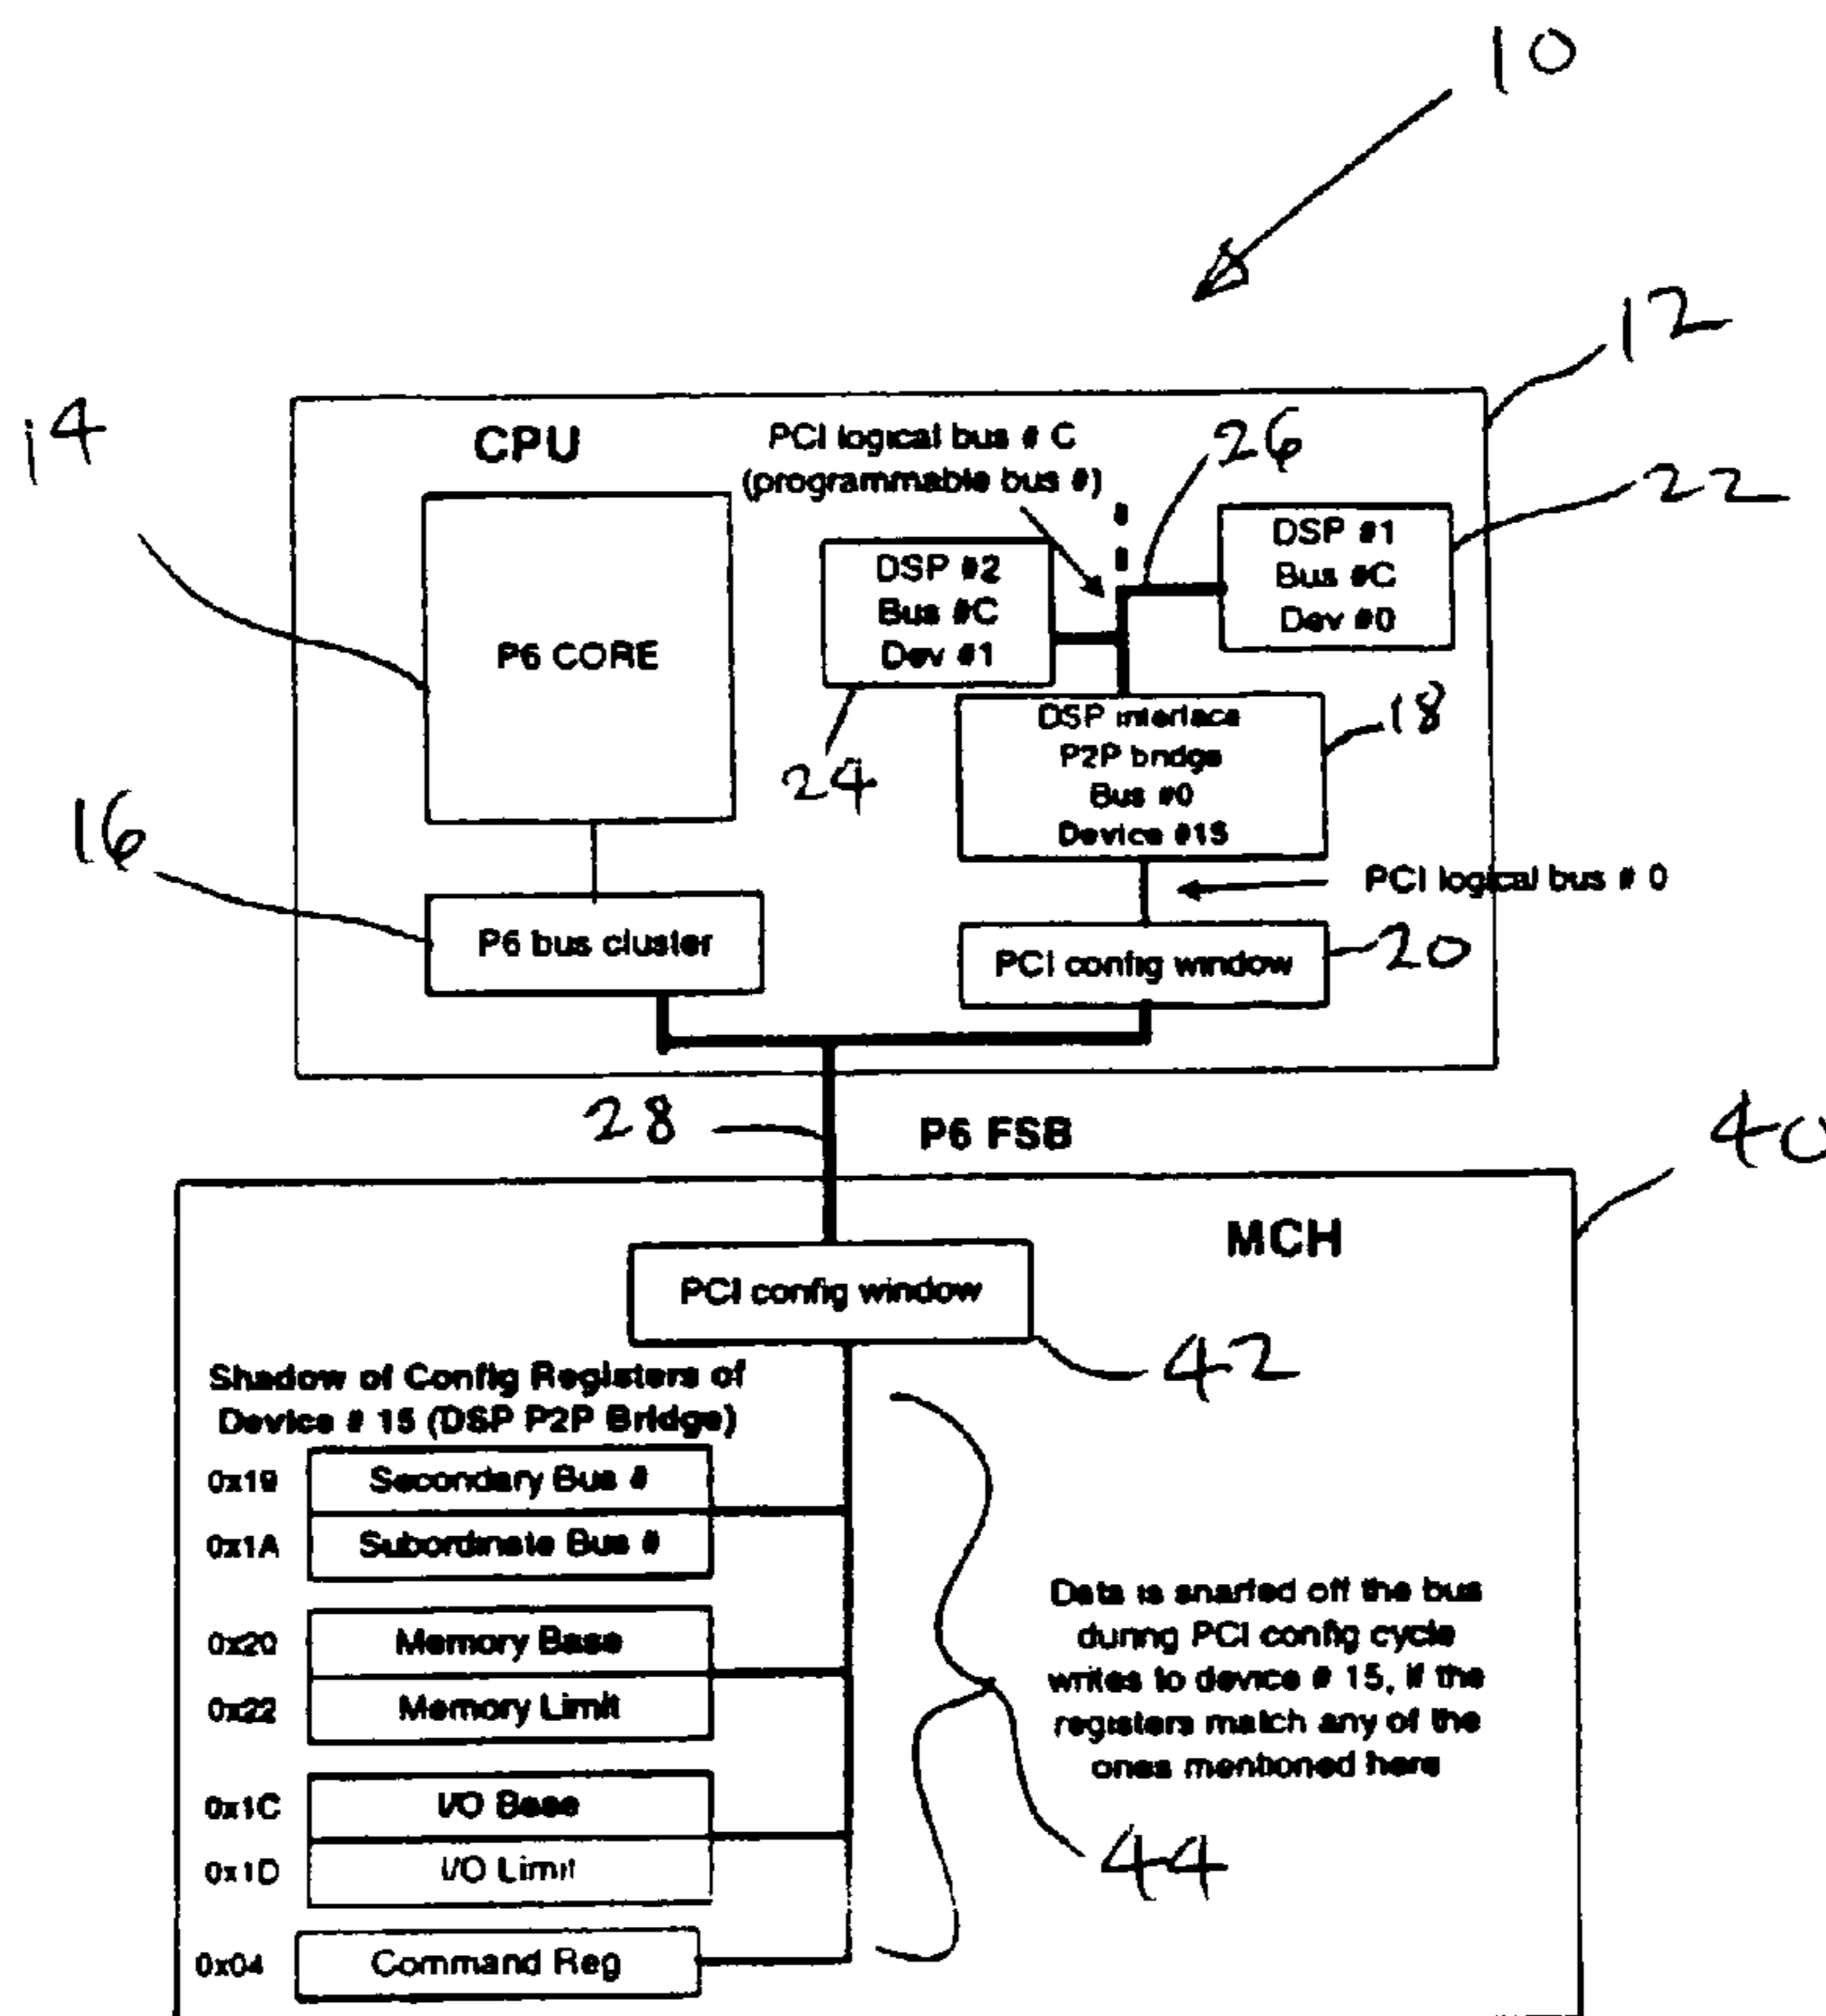 10
12
14
CPU
PCI logical bus # C
(programmable bus #)
26
22
DSP #1
Bus #C
Dev #0
DSP #2
Bus #C
Dev #1
P6 CORE
24
DSP interface
P2P bridge
Bus #0
Device #15
18
16
PCI logical bus # 0
P6 bus cluster
PCI config window
20
28
P6 FSB
40
MCH
PCI config window
42
Shadow of Config Registers of
Device # 15 (DSP P2P Bridge)
0x19 Secondary Bus #
0x1A Subordinate Bus #
0x20 Memory Base
0x22 Memory Limit
0x1C I/O Base
0x1D I/O Limit
0x04 Command Reg
Data is snarfed off the bus
during PCI config cycle
writes to device # 15, if the
registers match any of the
ones mentioned here
44